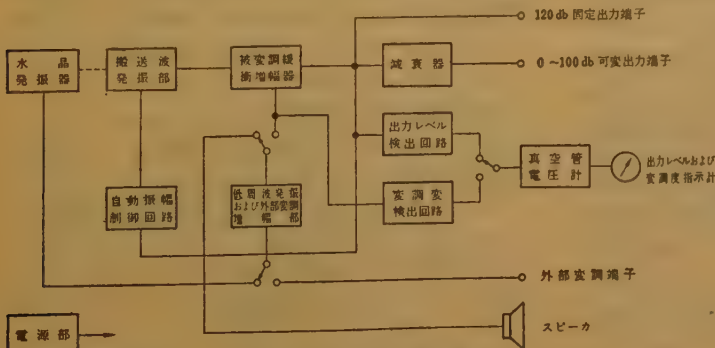 120 db 固定出力端子
水晶
発振器
搬送波
発振部
被変調緩
衝増幅器
減衰器
0～100 db 可変出力端子
出力レベル
検出回路
真空管
電圧計
出力レベルおよび
変調度指示計
自動振幅
制御回路
低周波発振
および外部変調
増幅部
変調度
検出回路
外部変調端子
電源部
スピーカ